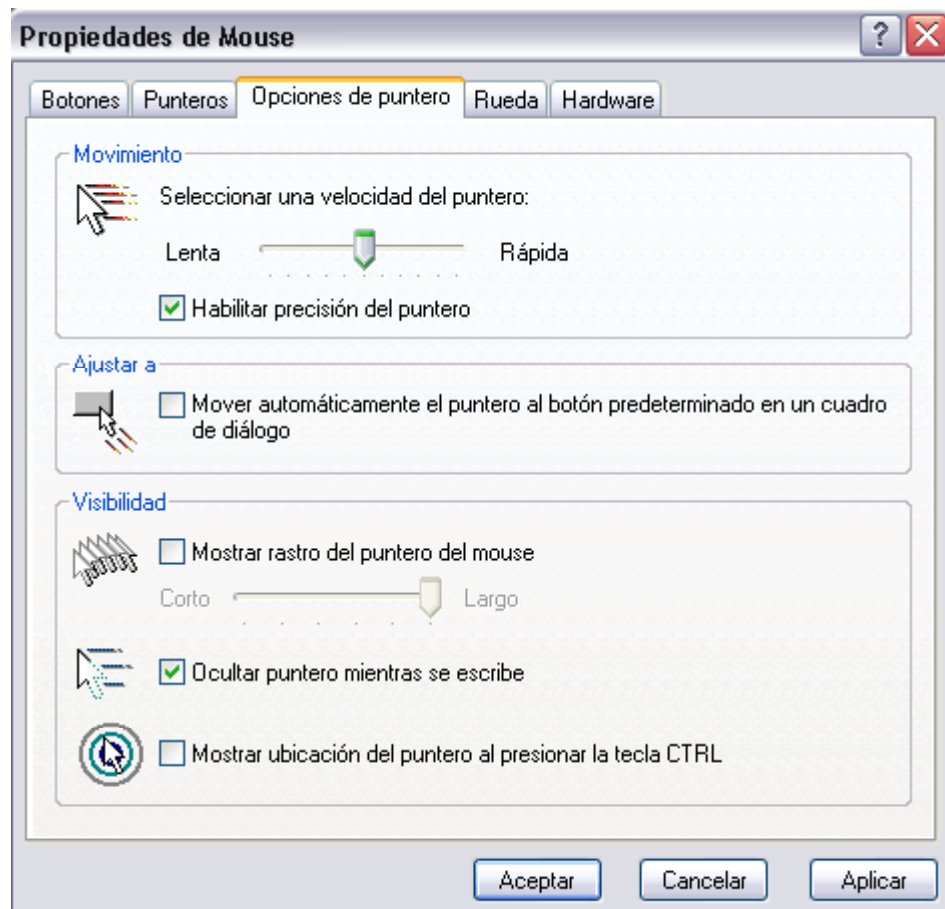 Propiedades de Mouse
?
Botones Punteros Opciones de puntero Rueda Hardware
Movimiento
Seleccionar una velocidad del puntero:
Lenta Rápida
Habilitar precisión del puntero
Ajustar a
Mover automáticamente el puntero al botón predeterminado en un cuadro
de diálogo
Visibilidad
Mostrar rastro del puntero del mouse
Corto Largo
Ocultar puntero mientras se escribe
Mostrar ubicación del puntero al presionar la tecla CTRL
Aceptar Cancelar Aplicar